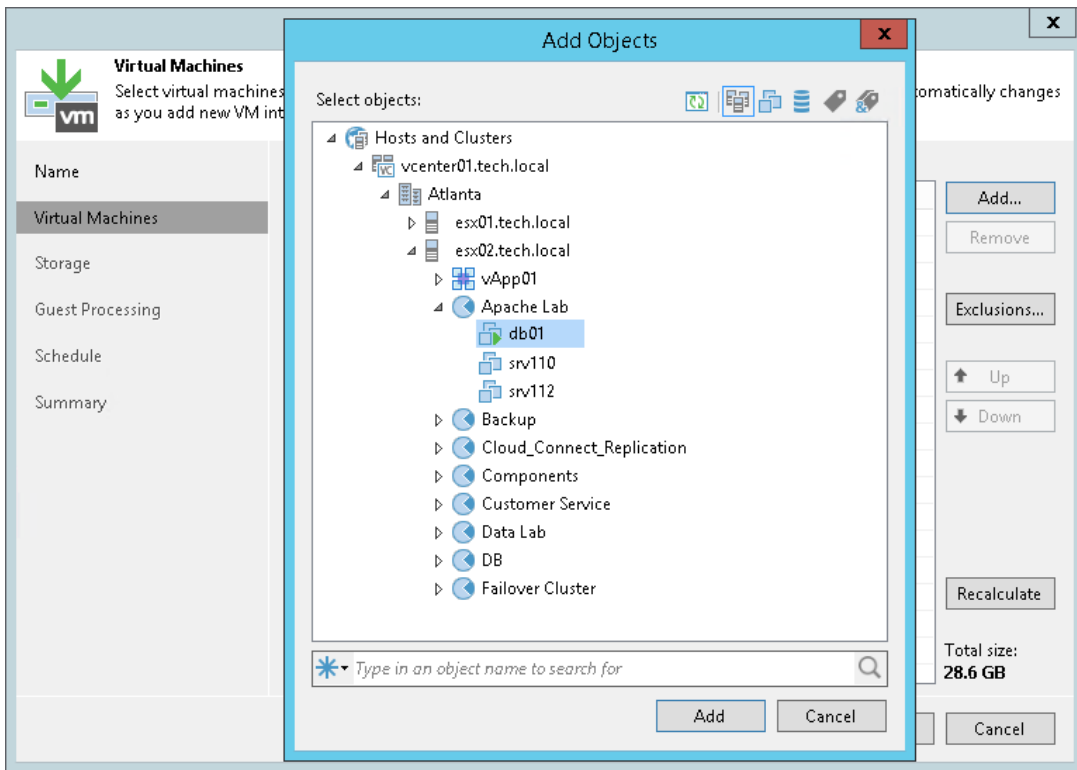 x
Add Objects
x
Virtual Machines
Select virtual machines
omatically changes
as you add new VM int
vm
Select objects:
Name
Virtual Machines
Storage
Guest Processing
Schedule
Summary
Hosts and Clusters
VC
vcenter01.tech.local
Atlanta
esx01.tech.local
esx02.tech.local
vApp01
Apache Lab
db01
srv110
srv112
Backup
Cloud_Connect_Replication
Components
Customer Service
Data Lab
DB
Failover Cluster
Type in an object name to search for
Add
Cancel
Add...
Remove
Exclusions...
Up
Down
Recalculate
Total size:
28.6 GB
Cancel